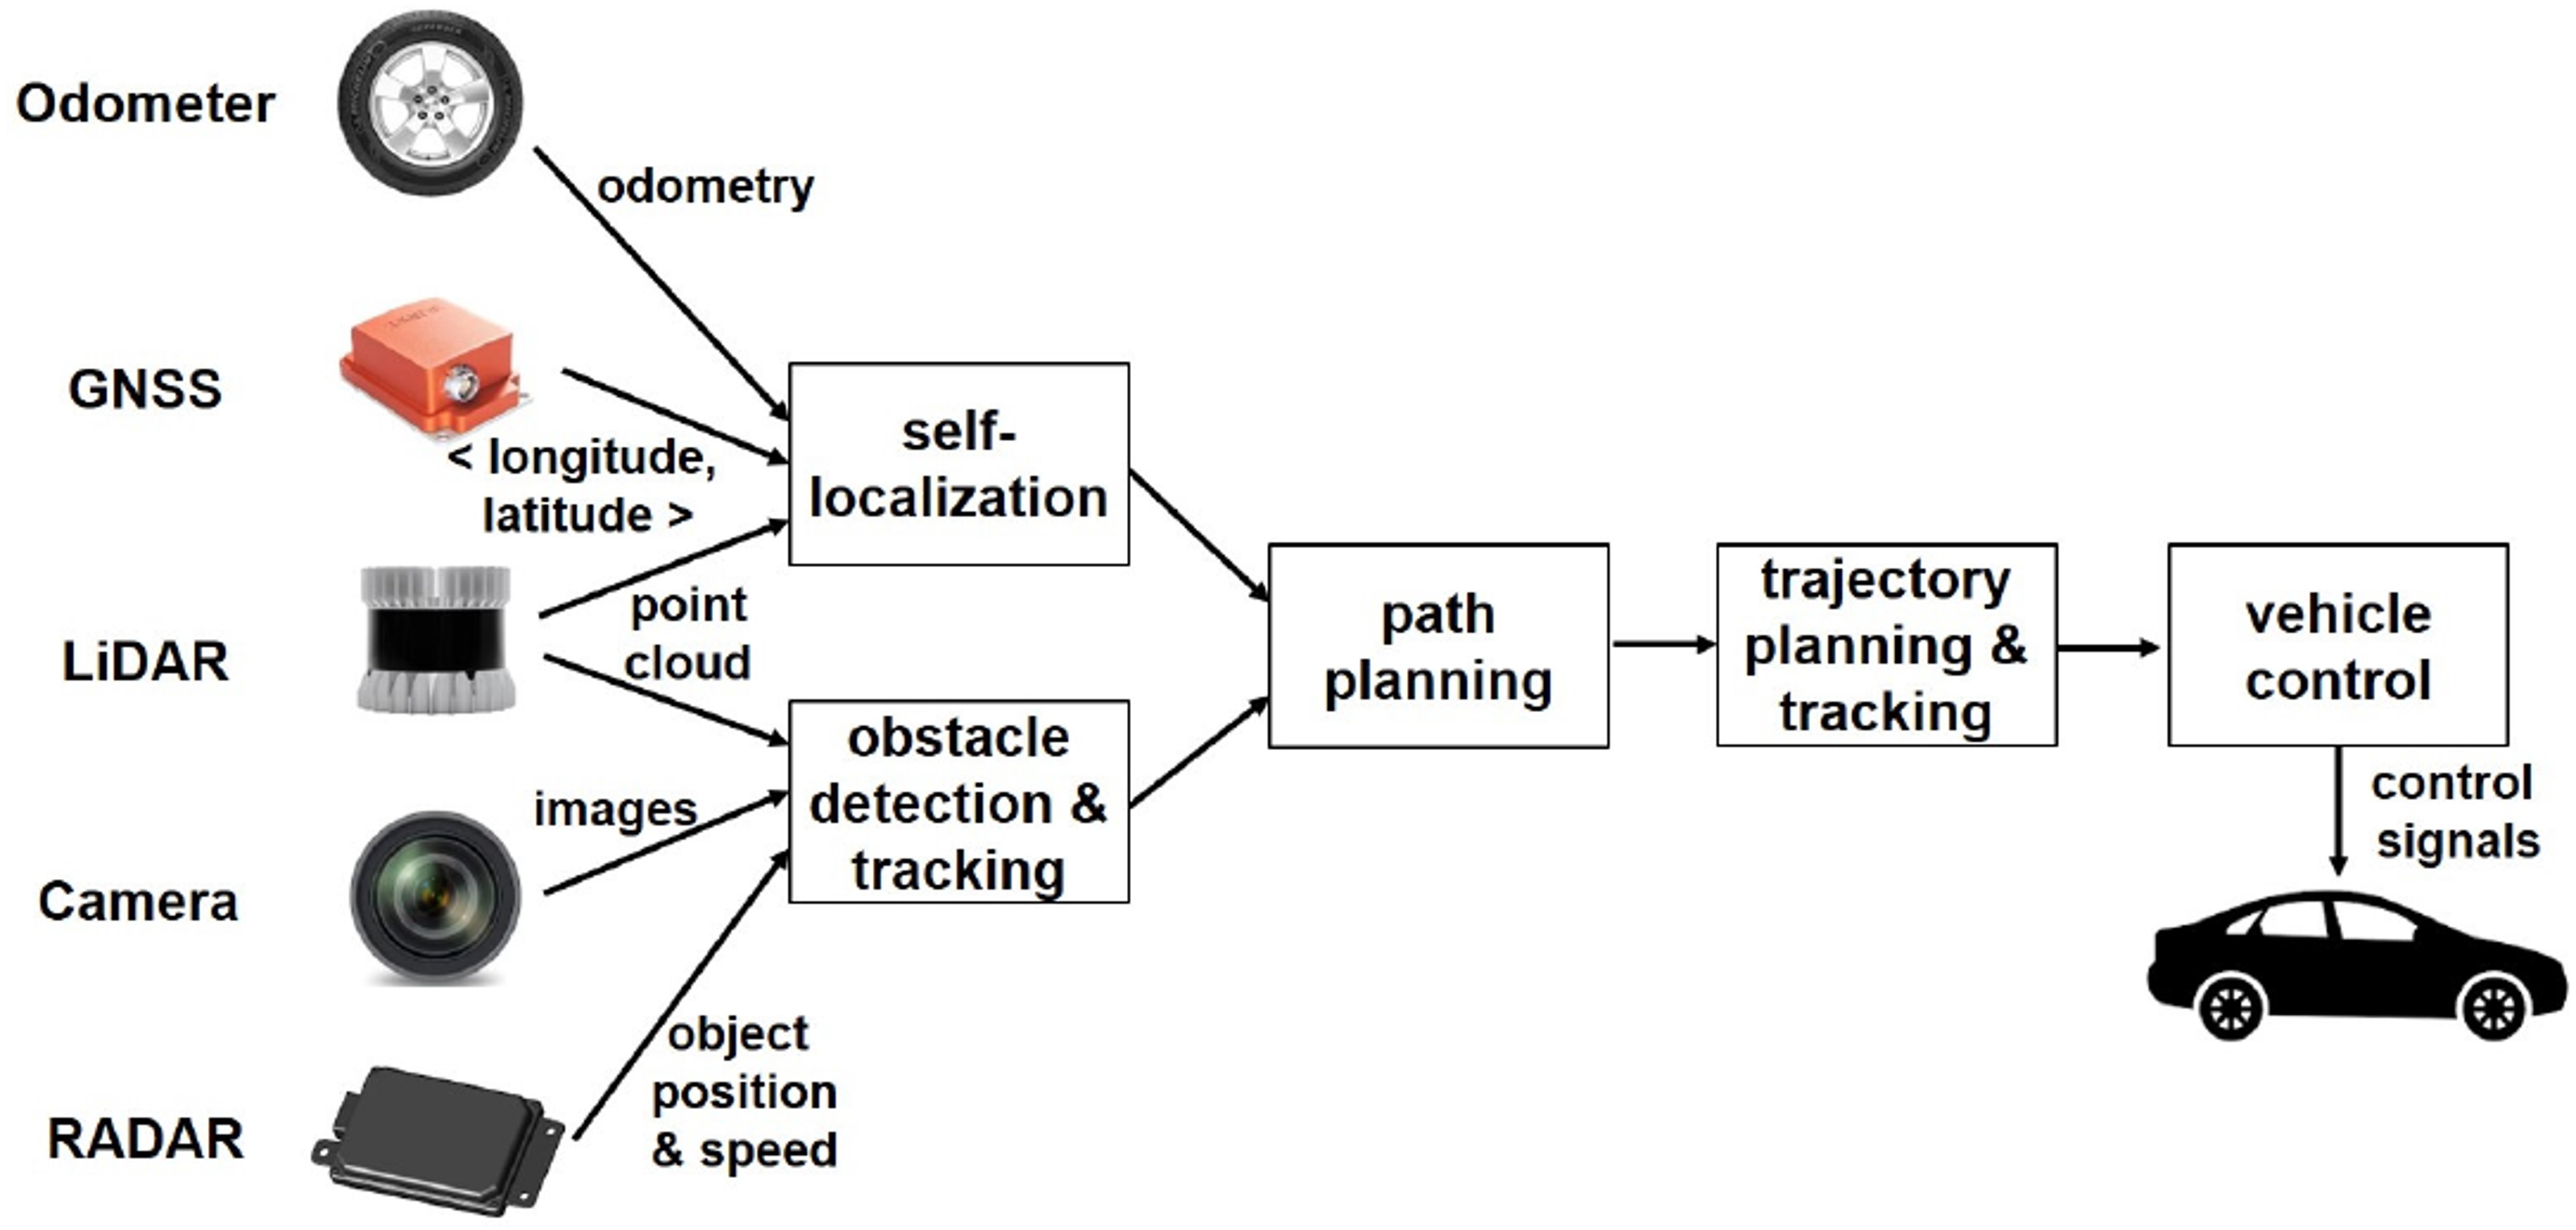 Odometer
odometry
GNSS
< longitude,
latitude >
self-
localization
LiDAR
point
cloud
Camera
images
obstacle
detection &
tracking
RADAR
object
position
& speed
path
planning
trajectory
planning &
tracking
vehicle
control
control
signals